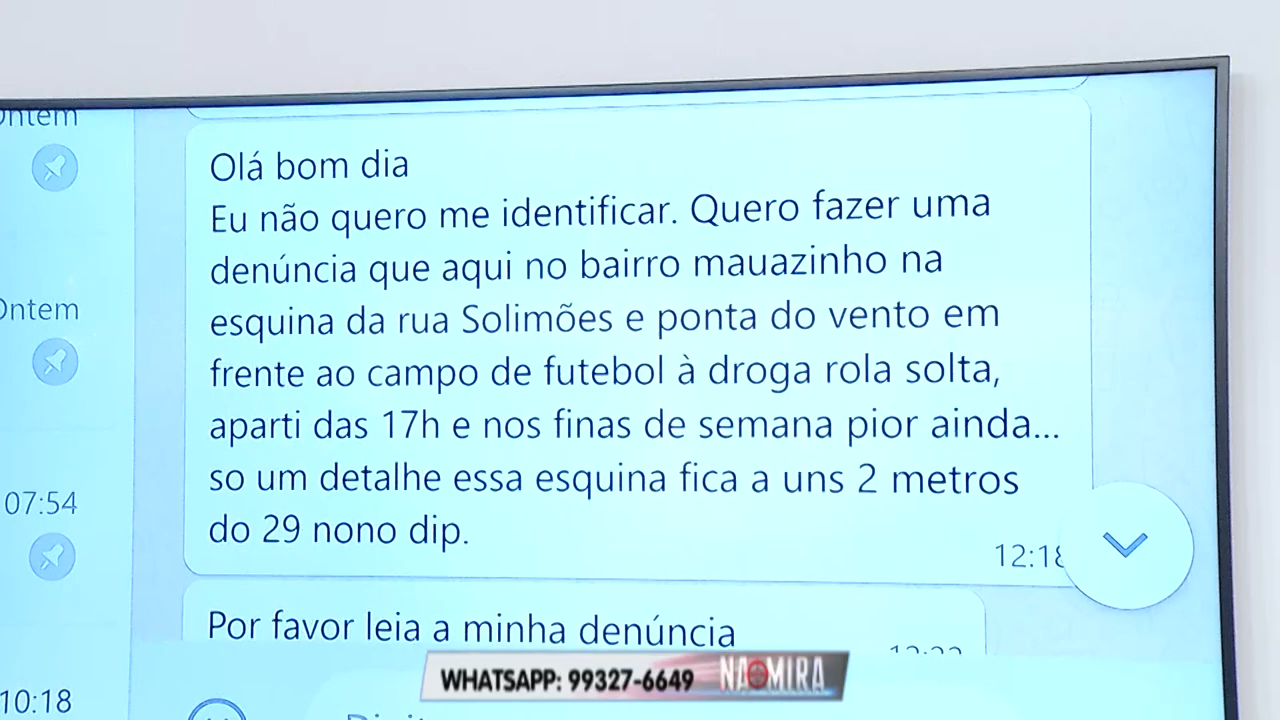 Ontem
Olá bom dia
Eu não quero me identificar. Quero fazer uma
denúncia que aqui no bairro mauazinho na
esquina da rua Solimões e ponta do vento em
frente ao campo de futebol à droga rola solta,
aparti das 17h e nos finas de semana pior ainda...
so um detalhe essa esquina fica a uns 2 metros
do 29 nono dip.
12:18
Ontem
07:54
Por favor leia a minha denúncia
10:18
WHATSAPP: 99327-6649 NA MIRA